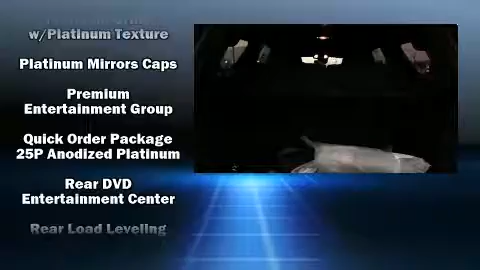 w/Platinum Texture
Platinum Mirrors Caps
Premium
Entertainment Group
Quick Order Package
25P Anodized Platinum
Rear DVD
Entertainment Center
Rear Load Leveling